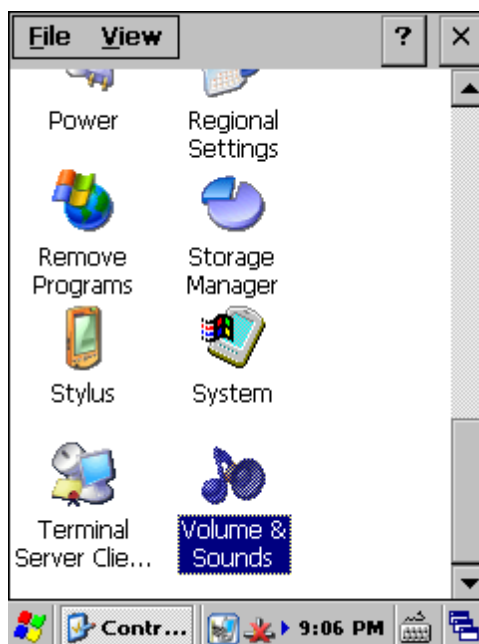 File View ? ×
Power
Regional
Settings
Remove
Programs
Storage
Manager
Stylus
System
Terminal
Server Clie...
Volume &
Sounds
Contr... 9:06 PM